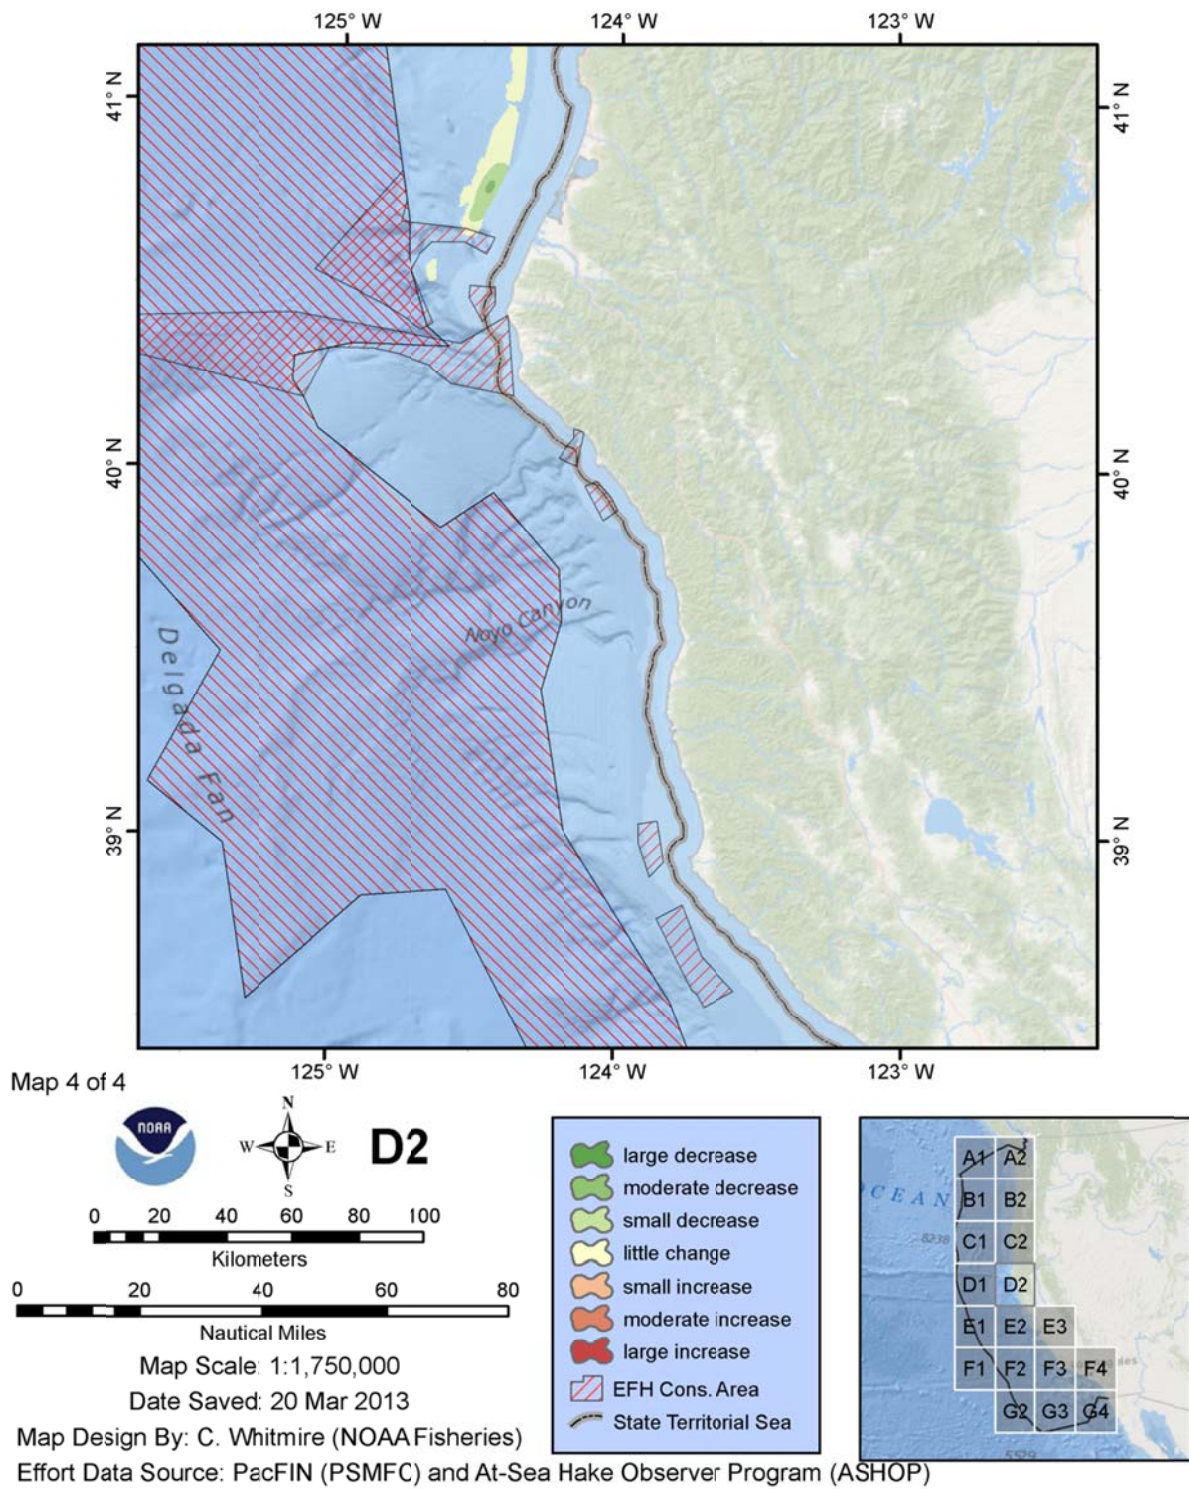 125° W 124° W 123° W
41° N 41° N
40° N 40° N
Noyo Canyon
Delgada Fan
39° N 39° N
125° W 124° W 123° W
Map 4 of 4
NOAA
N
W E
S
D2
0 20 40 60 80 100
Kilometers
0 20 40 60 80
Nautical Miles
Map Scale: 1:1,750,000
Date Saved: 20 Mar 2013
Map Design By: C. Whitmire (NOAA Fisheries)
Effort Data Source: PacFIN (PSMFC) and At-Sea Hake Observer Program (ASHOP)
large decrease
moderate decrease
small decrease
little change
small increase
moderate increase
large increase
EFH Cons. Area
State Territorial Sea
A1 A2
OCEAN B1 B2
8238 C1 C2
D1 D2
E1 E2 E3
F1 F2 F3 F4
G2 G3 G4